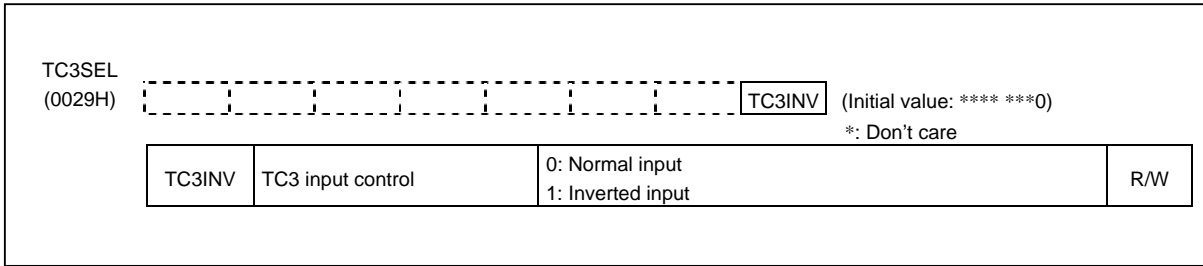 TC3SEL
(0029H)
TC3INV (Initial value: **** ***0)
*: Don't care
TC3INV TC3 input control 0: Normal input
1: Inverted input R/W